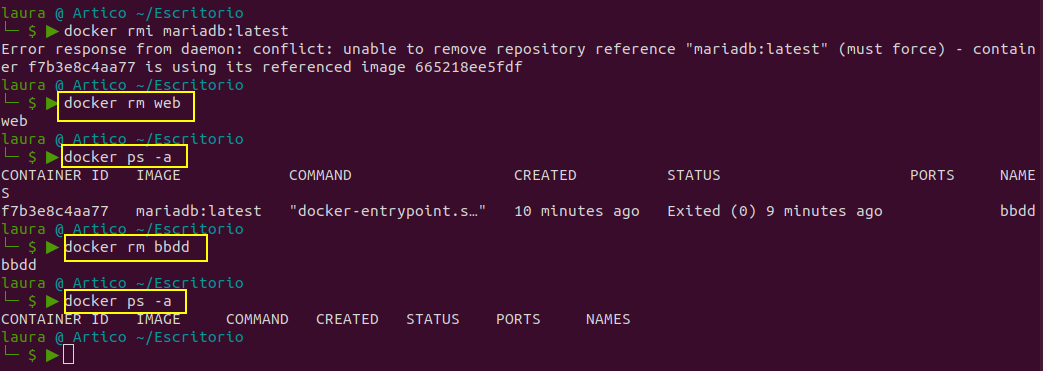 laura @ Artico ~/Escritorio
└─ $ ▶ docker rmi mariadb:latest
Error response from daemon: conflict: unable to remove repository reference "mariadb:latest" (must force) - contain
er f7b3e8c4aa77 is using its referenced image 665218ee5fdf
laura @ Artico ~/Escritorio
└─ $ ▶ docker rm web
web
laura @ Artico ~/Escritorio
└─ $ ▶ docker ps -a
CONTAINER ID   IMAGE            COMMAND                  CREATED          STATUS                     PORTS     NAME
S
f7b3e8c4aa77   mariadb:latest   "docker-entrypoint.s…"   10 minutes ago   Exited (0) 9 minutes ago             bbdd
laura @ Artico ~/Escritorio
└─ $ ▶ docker rm bbdd
bbdd
laura @ Artico ~/Escritorio
└─ $ ▶ docker ps -a
CONTAINER ID   IMAGE     COMMAND   CREATED   STATUS    PORTS     NAMES
laura @ Artico ~/Escritorio
└─ $ ▶